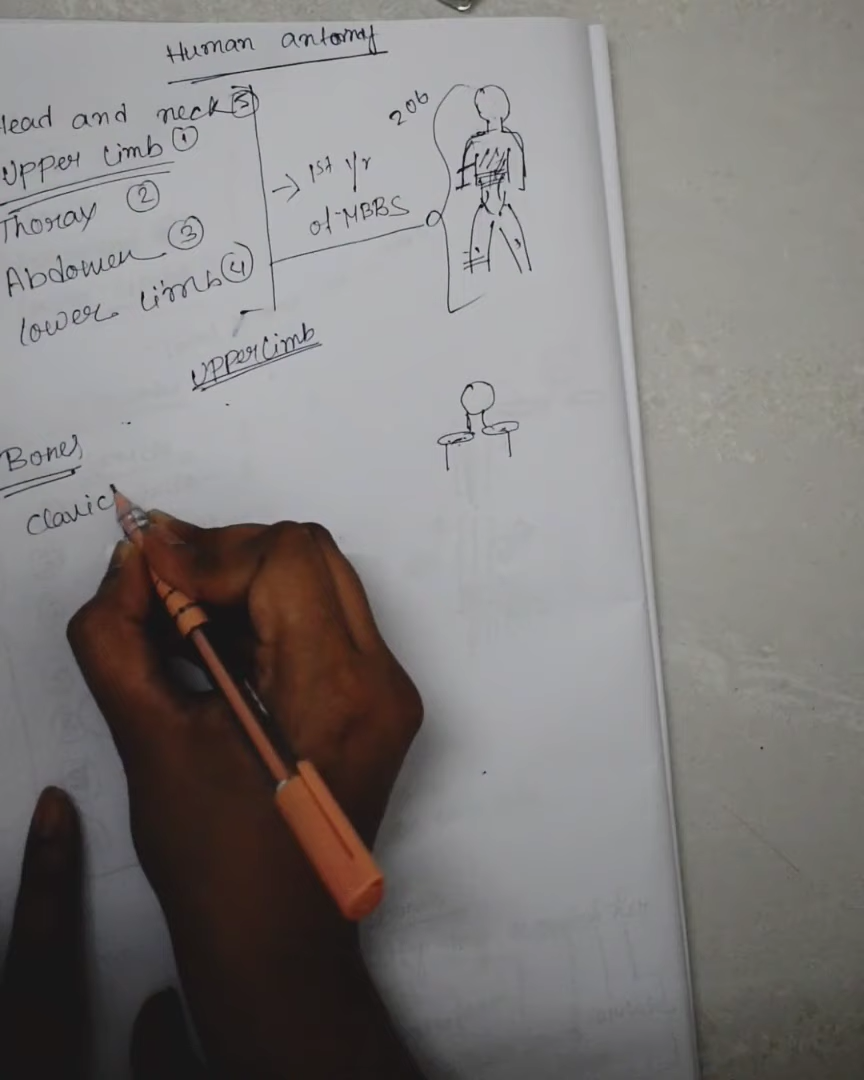 Human antomy
Head and neck 5
Upper Limb 1
Thorax 2
Abdomen 3
lower limb 4
→ 1st yr
of MBBS
206
Upper Limb
Bones
Clavic